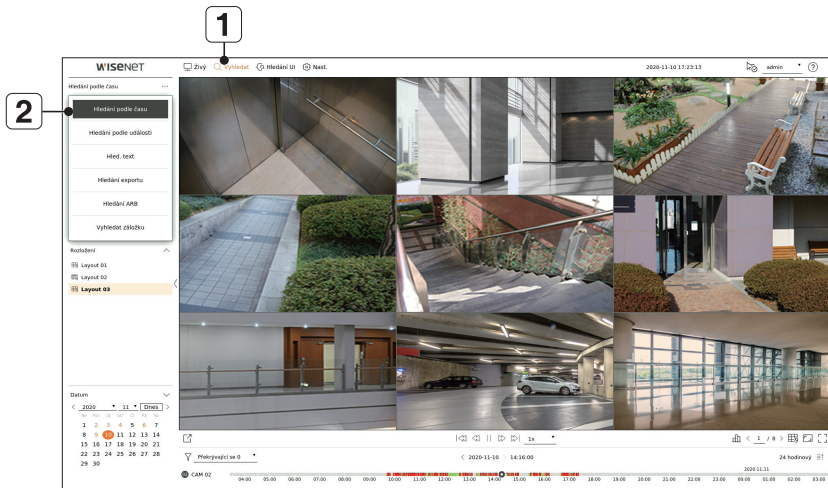 1
WISENET
Živý
Vyhledat
Hledání UI
Nast.
2020-11-10 17:23:13
admin
?
2
Hledání podle času
...
Hledání podle času
Hledání podle události
Hled. text
Hledání exportu
Hledání ARB
Vyhledat záložku
Rozložení
Layout 01
Layout 02
Layout 03
Datum
< 2020 11 Dnes >
Ne Po Út St Čt Pá So
1 2 3 4 5 6 7
8 9 10 11 12 13 14
15 16 17 18 19 20 21
22 23 24 25 26 27 28
29 30
1x
< 1 / 8 >
Překrývající se 0
< 2020-11-10 > 14:16:00
24 hodinový
2020.11.11
CAM 02
04:00 05:00 06:00 07:00 08:00 09:00 10:00 11:00 12:00 13:00 14:00 15:00 16:00 17:00 18:00 19:00 20:00 21:00 22:00 23:00 00:00 01:00 02:00 03:00